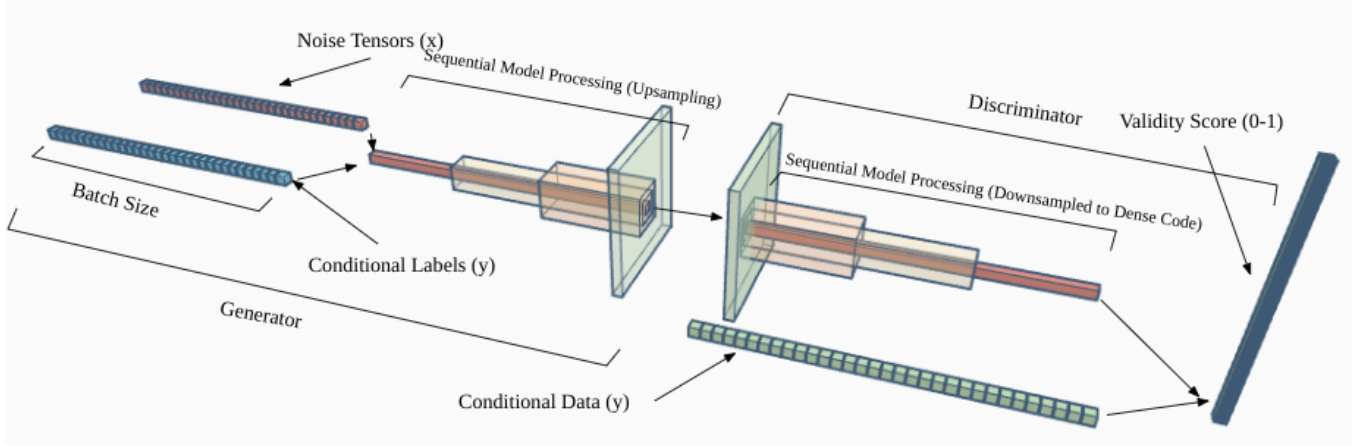 Noise Tensors (x)
Sequential Model Processing (Upsampling)
Discriminator
Validity Score (0-1)
Sequential Model Processing (Downsampled to Dense Code)
Batch Size
Conditional Labels (y)
Generator
Conditional Data (y)